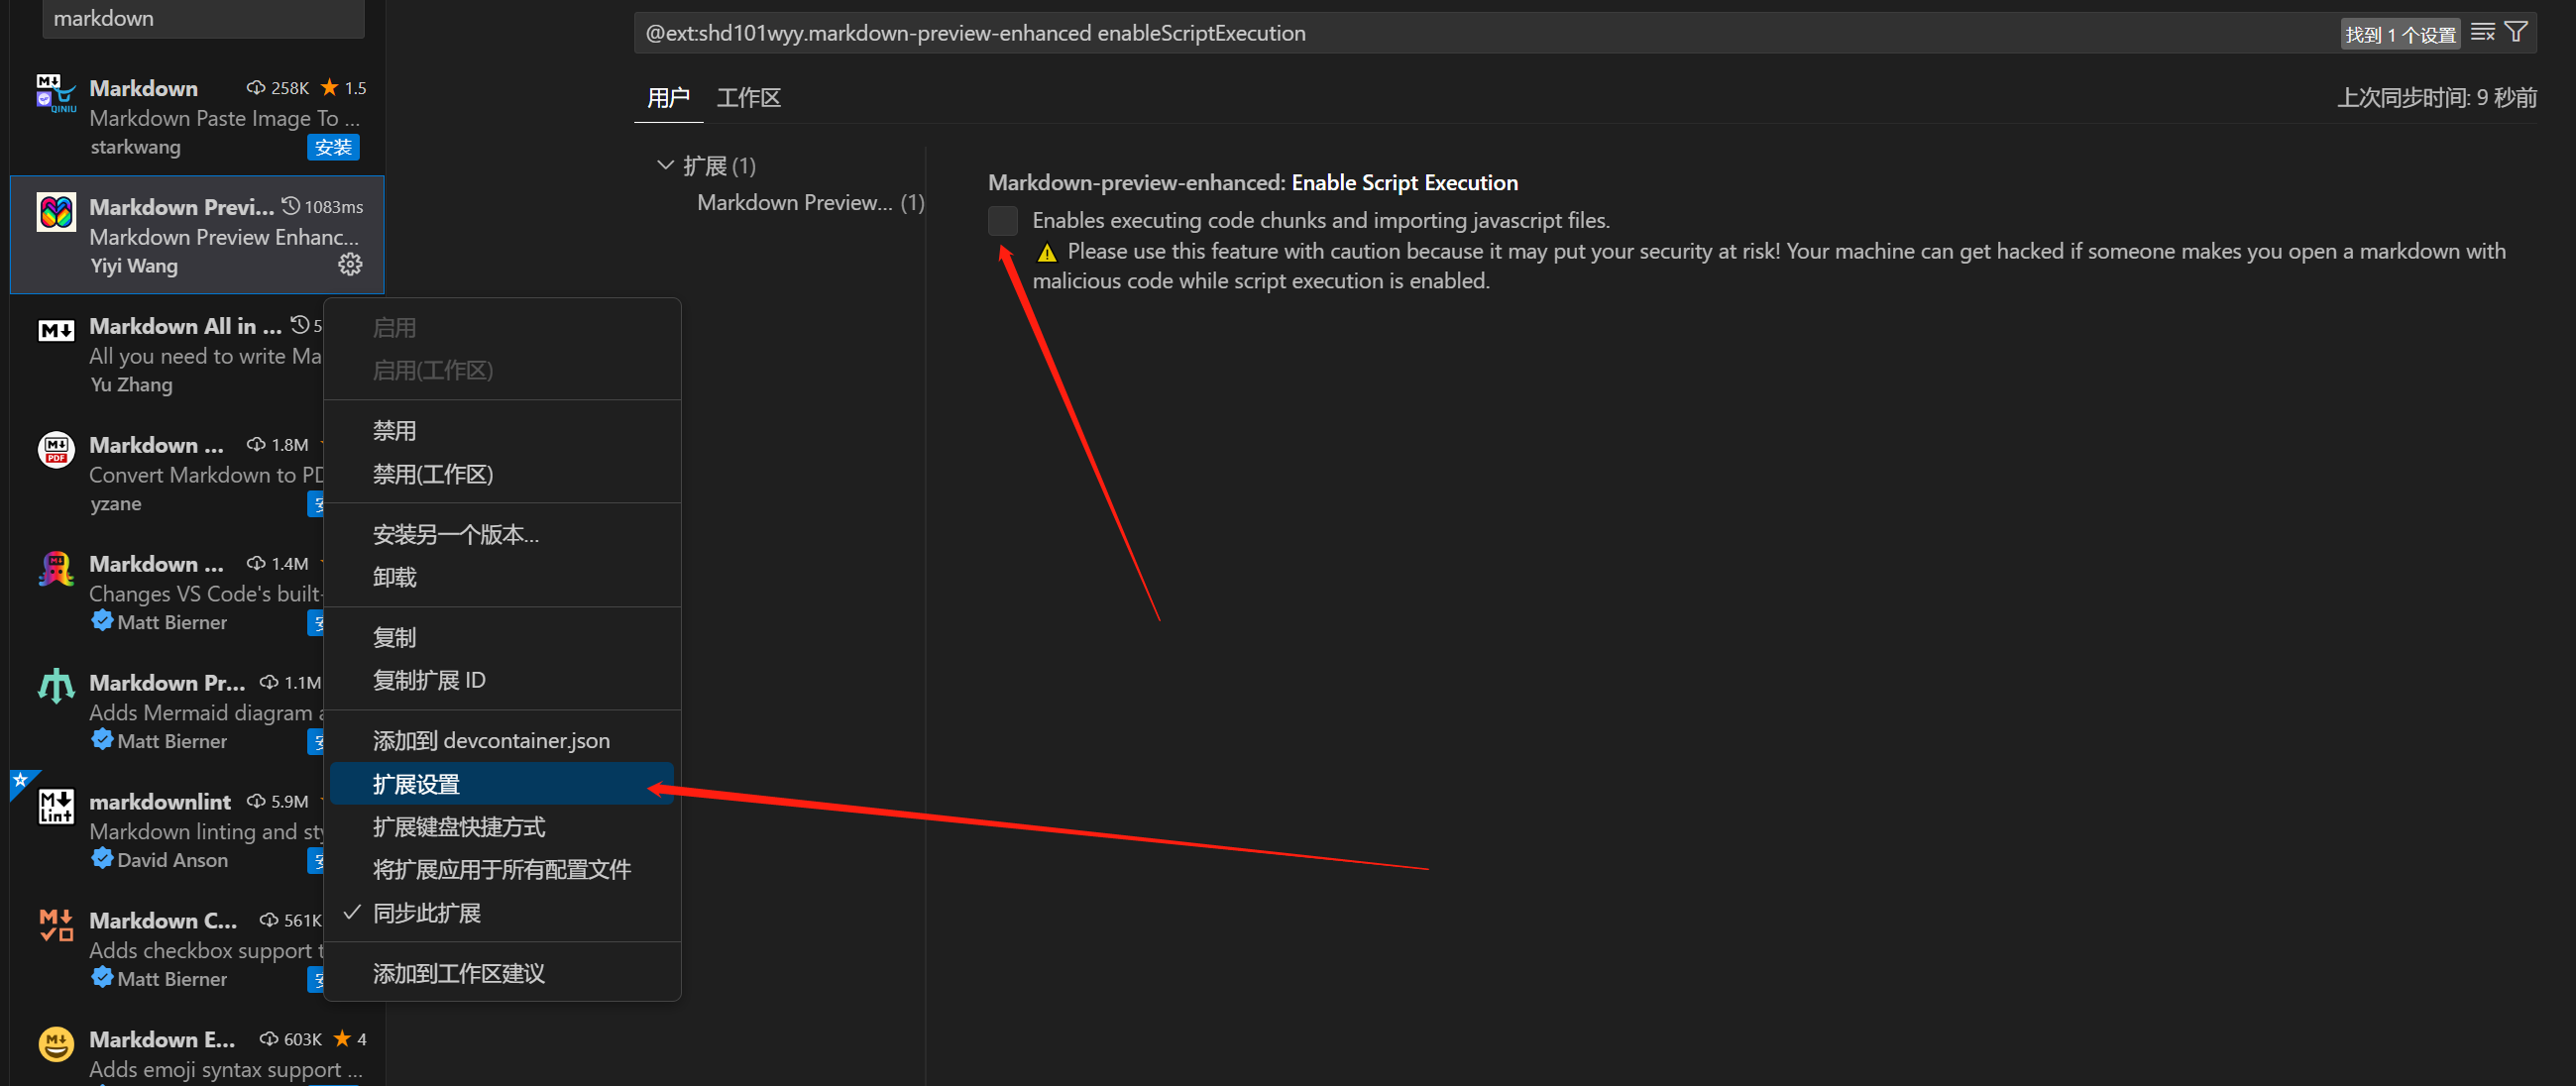 markdown
Markdown 258K 1.5
Markdown Paste Image To ...
starkwang 安装
Markdown Previ... 1083ms
Markdown Preview Enhanc...
Yiyi Wang
Markdown All in ... 5
All you need to write Ma
Yu Zhang
Markdown ... 1.8M
Convert Markdown to PD
yzane
Markdown ... 1.4M
Changes VS Code's built-
Matt Bierner
Markdown Pr... 1.1M
Adds Mermaid diagram a
Matt Bierner
markdownlint 5.9M
Markdown linting and sty
David Anson
Markdown C... 561K
Adds checkbox support t
Matt Bierner
Markdown E... 603K 4
Adds emoji syntax support ...
启用
启用(工作区)
禁用
禁用(工作区)
安装另一个版本...
卸载
复制
复制扩展 ID
添加到 devcontainer.json
扩展设置
扩展键盘快捷方式
将扩展应用于所有配置文件
同步此扩展
添加到工作区建议
@ext:shd101wyy.markdown-preview-enhanced enableScriptExecution
找到 1 个设置
用户 工作区
上次同步时间: 9 秒前
扩展 (1)
Markdown Preview... (1)
Markdown-preview-enhanced: Enable Script Execution
Enables executing code chunks and importing javascript files.
⚠ Please use this feature with caution because it may put your security at risk! Your machine can get hacked if someone makes you open a markdown with
malicious code while script execution is enabled.